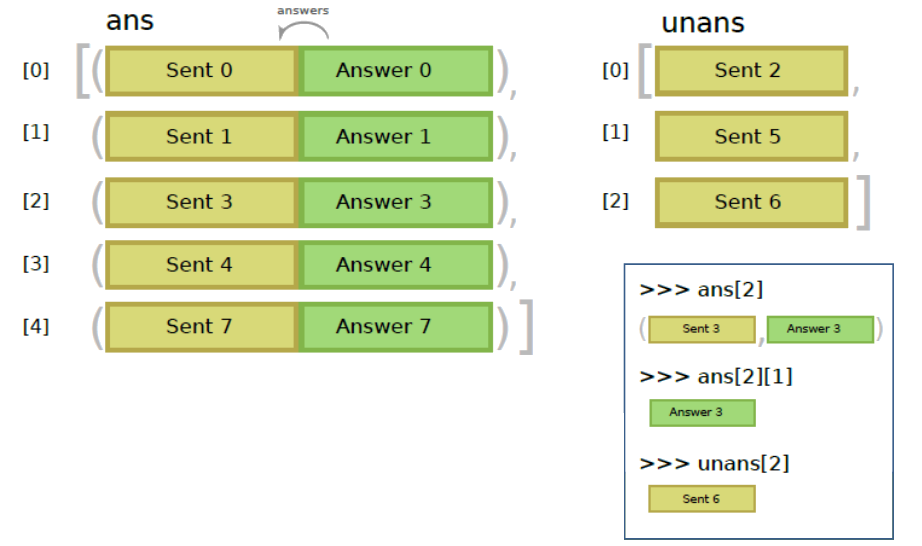 ans
answers
unans
[0] [( Sent 0 Answer 0 ),
[1] ( Sent 1 Answer 1 ),
[2] ( Sent 3 Answer 3 ),
[3] ( Sent 4 Answer 4 ),
[4] ( Sent 7 Answer 7 )]
[0] [ Sent 2 ,
[1] Sent 5 ,
[2] Sent 6 ]
>>> ans[2]
( Sent 3 , Answer 3 )
>>> ans[2][1]
Answer 3
>>> unans[2]
Sent 6